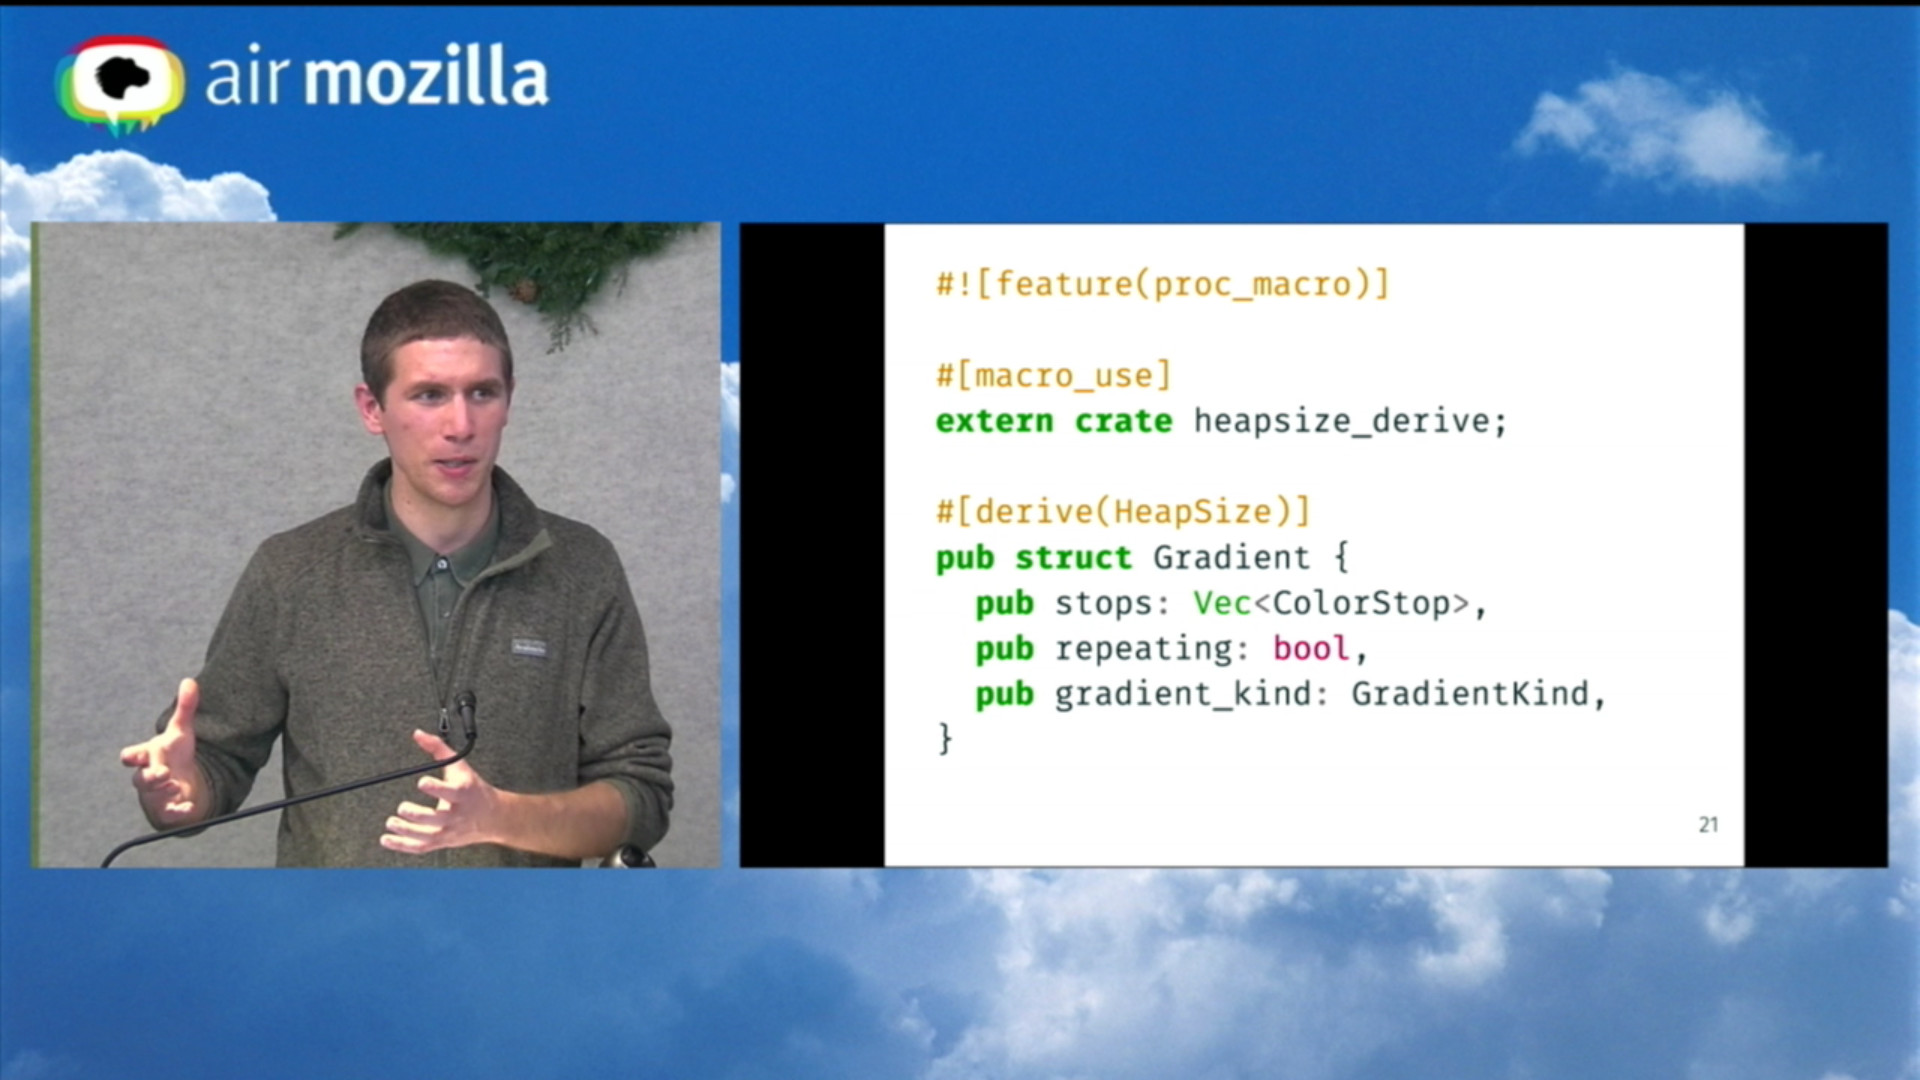 air mozilla
#![feature(proc_macro)]
#[macro_use]
extern crate heapsize_derive;
#[derive(HeapSize)]
pub struct Gradient {
pub stops: Vec<ColorStop>,
pub repeating: bool,
pub gradient_kind: GradientKind,
}
21